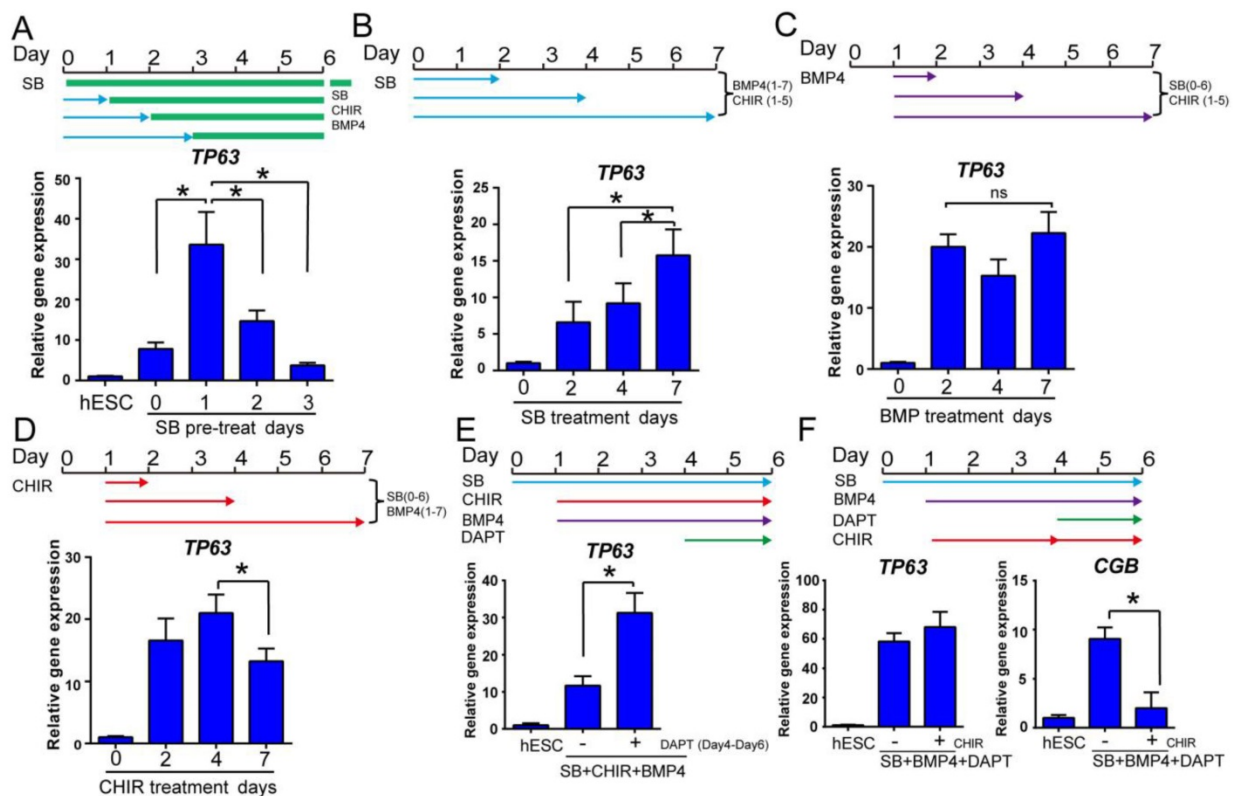 A
Day 0 1 2 3 4 5 6
SB
SB
CHIR
BMP4
TP63
Relative gene expression
50
40
30
20
10
0
* * *
hESC 0 1 2 3
SB pre-treat days
B
Day 0 1 2 3 4 5 6 7
SB
BMP4(1-7)
CHIR (1-5)
TP63
Relative gene expression
25
20
15
10
5
0
* *
0 2 4 7
SB treatment days
C
Day 0 1 2 3 4 5 6 7
BMP4
SB(0-6)
CHIR (1-5)
TP63
Relative gene expression
30
20
10
0
ns
0 2 4 7
BMP treatment days
D
Day 0 1 2 3 4 5 6 7
CHIR
SB(0-6)
BMP4(1-7)
TP63
Relative gene expression
30
20
10
0
*
0 2 4 7
CHIR treatment days
E
Day 0 1 2 3 4 5 6
SB
CHIR
BMP4
DAPT
TP63
Relative gene expression
40
30
20
10
0
*
hESC - + DAPT (Day4-Day6)
SB+CHIR+BMP4
F
Day 0 1 2 3 4 5 6
SB
BMP4
DAPT
CHIR
TP63
Relative gene expression
100
80
60
40
20
0
hESC - + CHIR
SB+BMP4+DAPT
CGB
Relative gene expression
15
10
5
0
*
hESC - + CHIR
SB+BMP4+DAPT